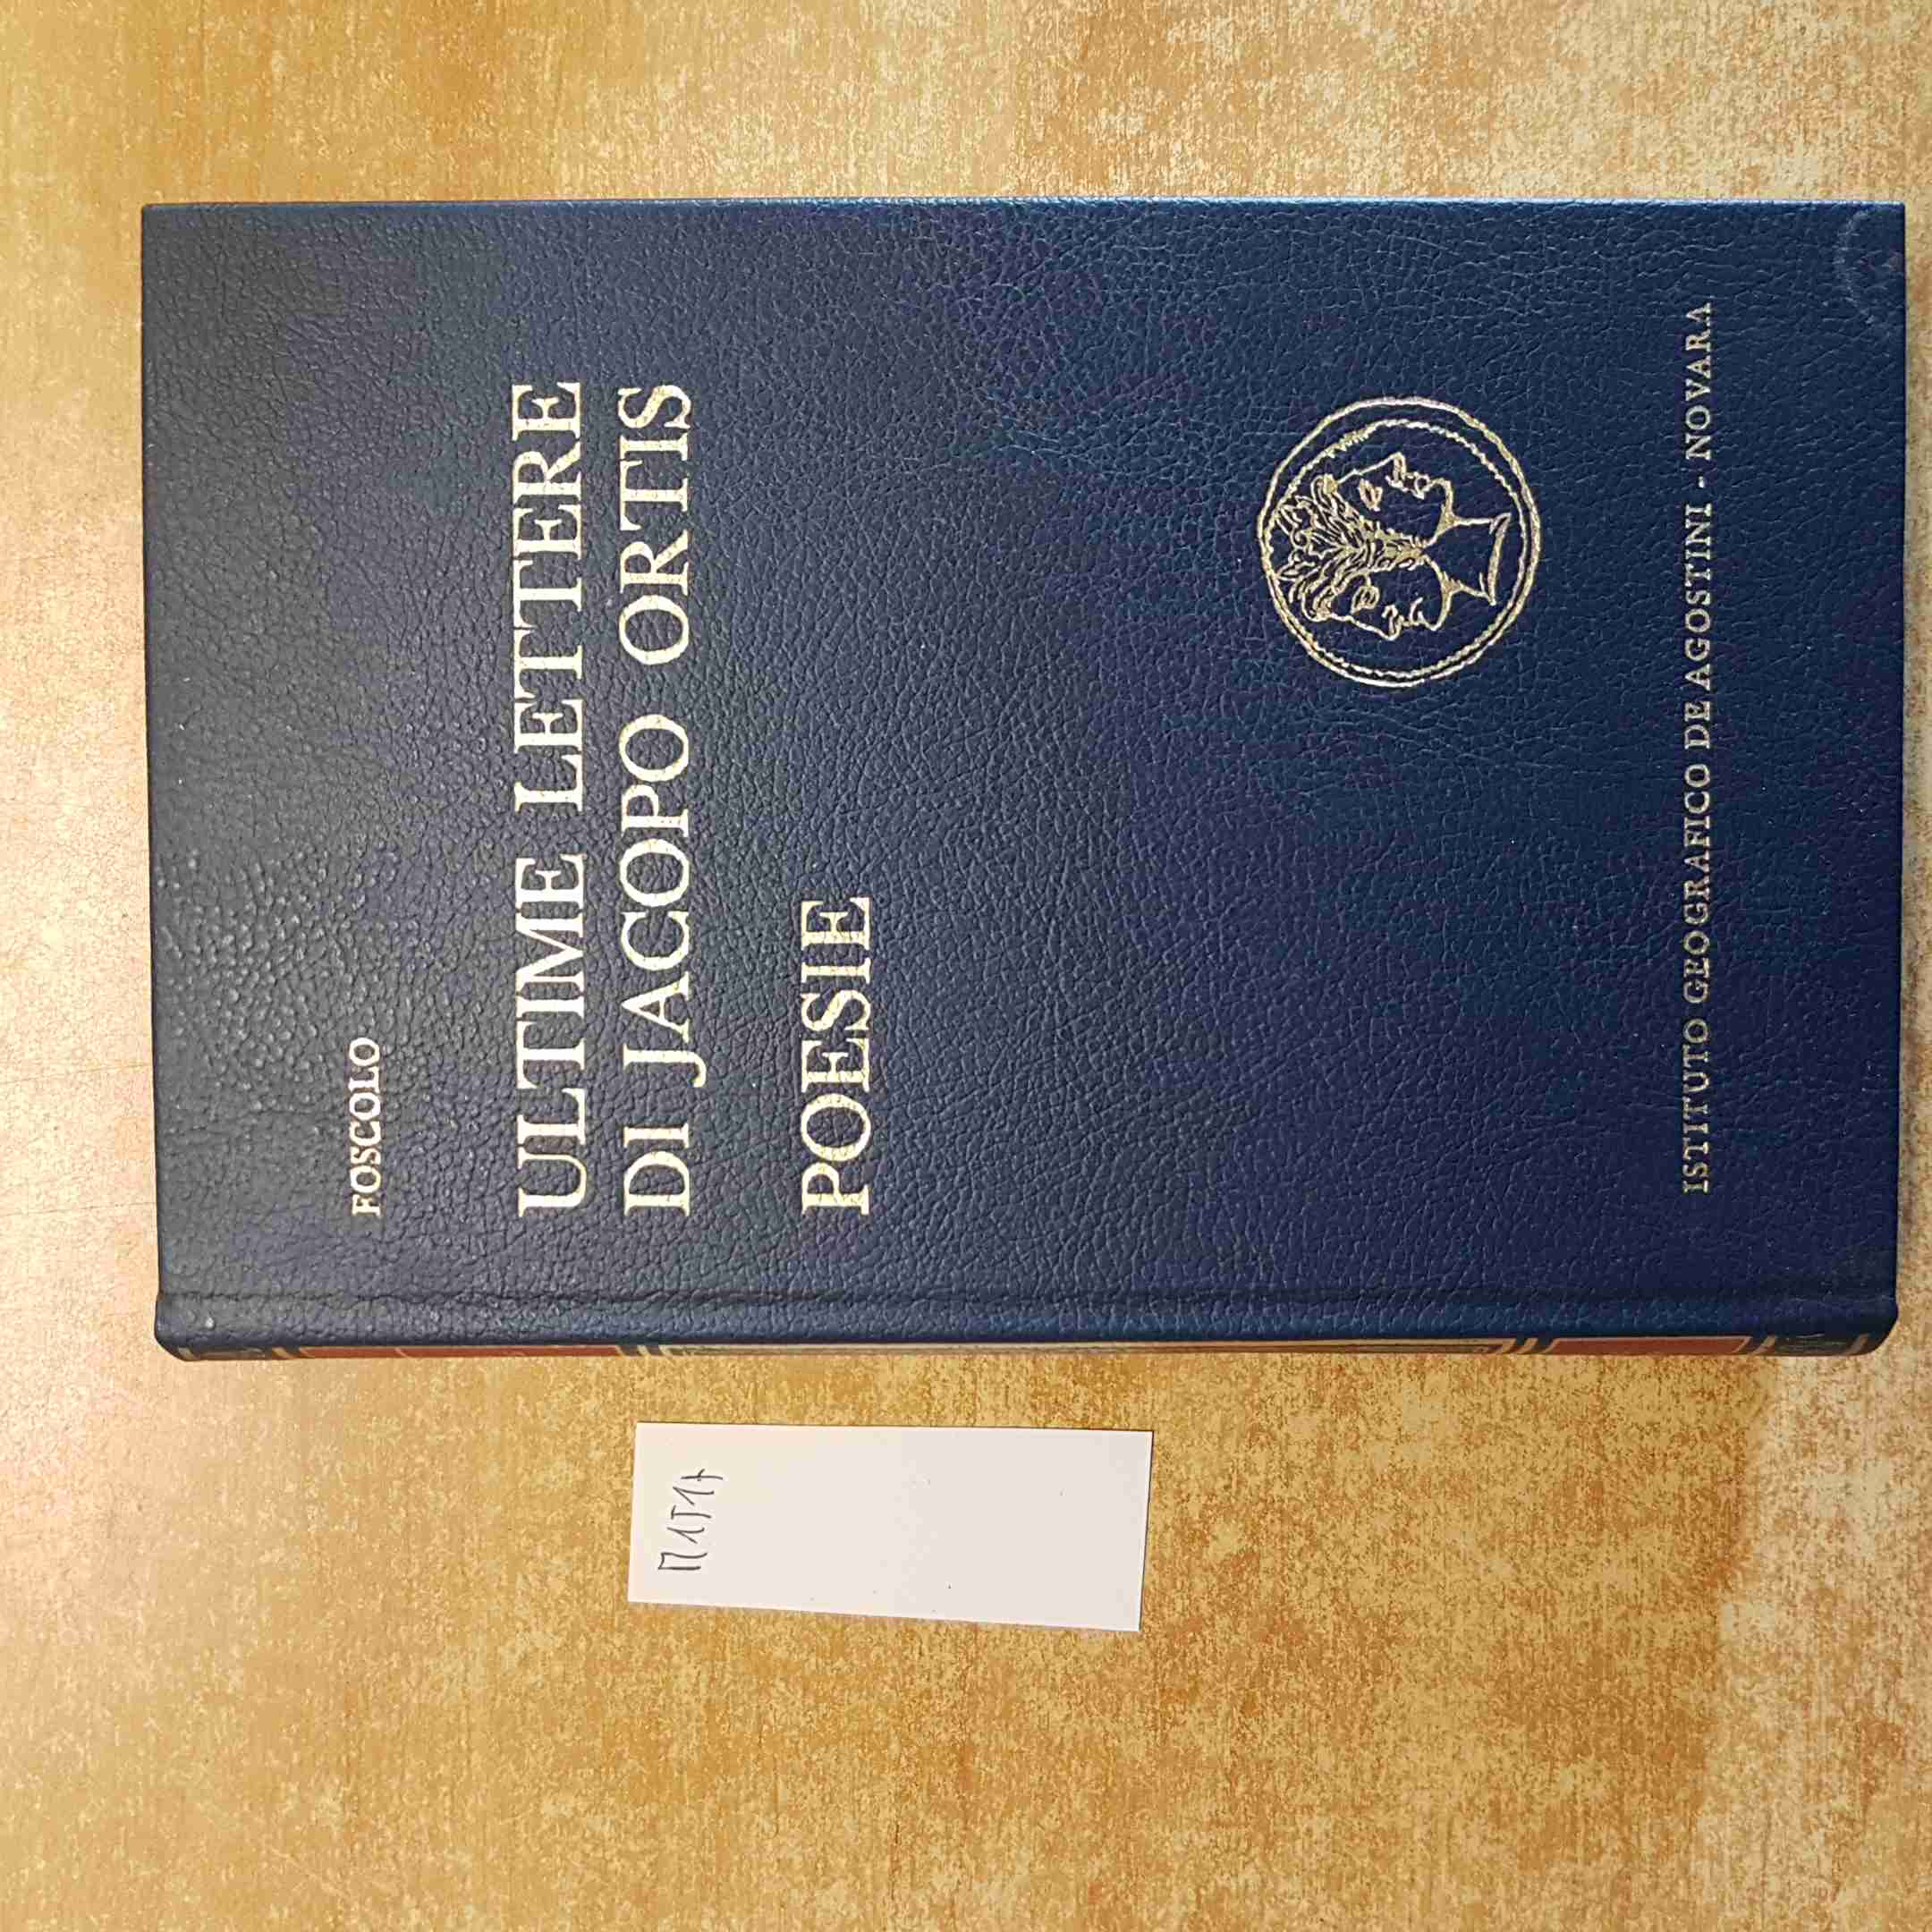 FOSCOLO
ULTIME LETTERE
DI JACOPO ORTIS
POESIE
ISTITUTO GEOGRAFICO DE AGOSTINI - NOVARA